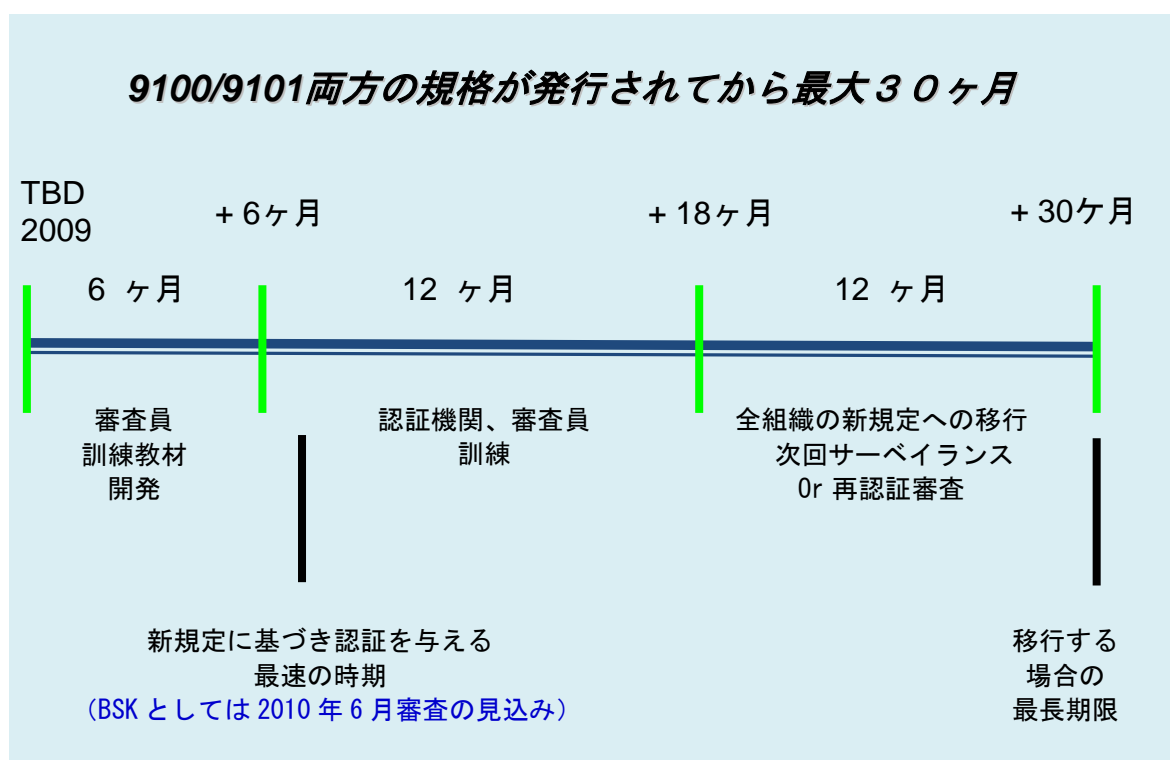 9100/9101両方の規格が発行されてから最大３０ヶ月
TBD
2009
+ 6ヶ月
+ 18ヶ月
+ 30ケ月
6 ヶ月
12 ヶ月
12 ヶ月
審査員
訓練教材
開発
認証機関、審査員
訓練
全組織の新規定への移行
次回サーベイランス
Or 再認証審査
新規定に基づき認証を与える
最速の時期
（BSK としては 2010 年 6 月審査の見込み）
移行する
場合の
最長期限